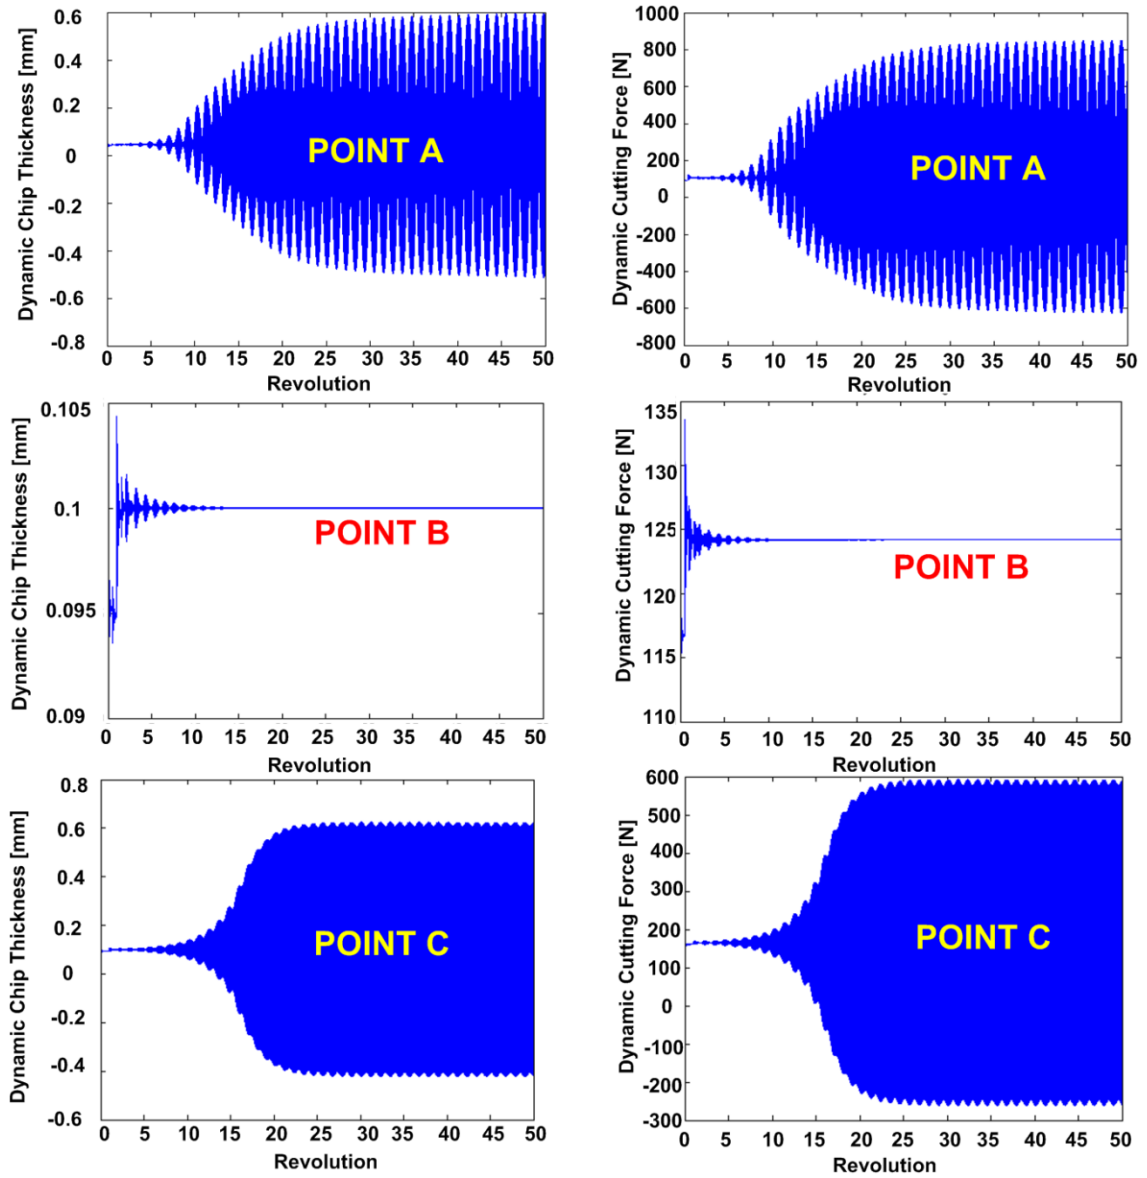 Dynamic Chip Thickness [mm]
0.6
0.4
0.2
0
-0.2
-0.4
-0.6
-0.8
POINT A
0 5 10 15 20 25 30 35 40 45 50
Revolution
Dynamic Cutting Force [N]
1000
800
600
400
200
0
-200
-400
-600
-800
POINT A
0 5 10 15 20 25 30 35 40 45 50
Revolution
Dynamic Chip Thickness [mm]
0.105
0.1
0.095
0.09
POINT B
0 5 10 15 20 25 30 35 40 45 50
Revolution
Dynamic Cutting Force [N]
135
130
125
120
115
110
POINT B
0 5 10 15 20 25 30 35 40 45 50
Revolution
Dynamic Chip Thickness [mm]
0.8
0.6
0.4
0.2
0
-0.2
-0.4
-0.6
POINT C
0 5 10 15 20 25 30 35 40 45 50
Revolution
Dynamic Cutting Force [N]
600
500
400
300
200
100
0
-100
-200
-300
POINT C
0 5 10 15 20 25 30 35 40 45 50
Revolution